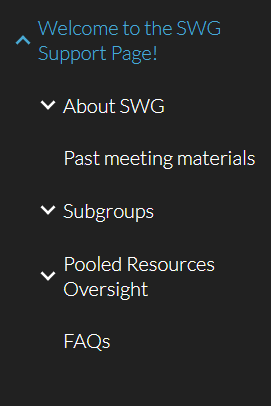 Welcome to the SWG
Support Page!
About SWG
Past meeting materials
Subgroups
Pooled Resources
Oversight
FAQs